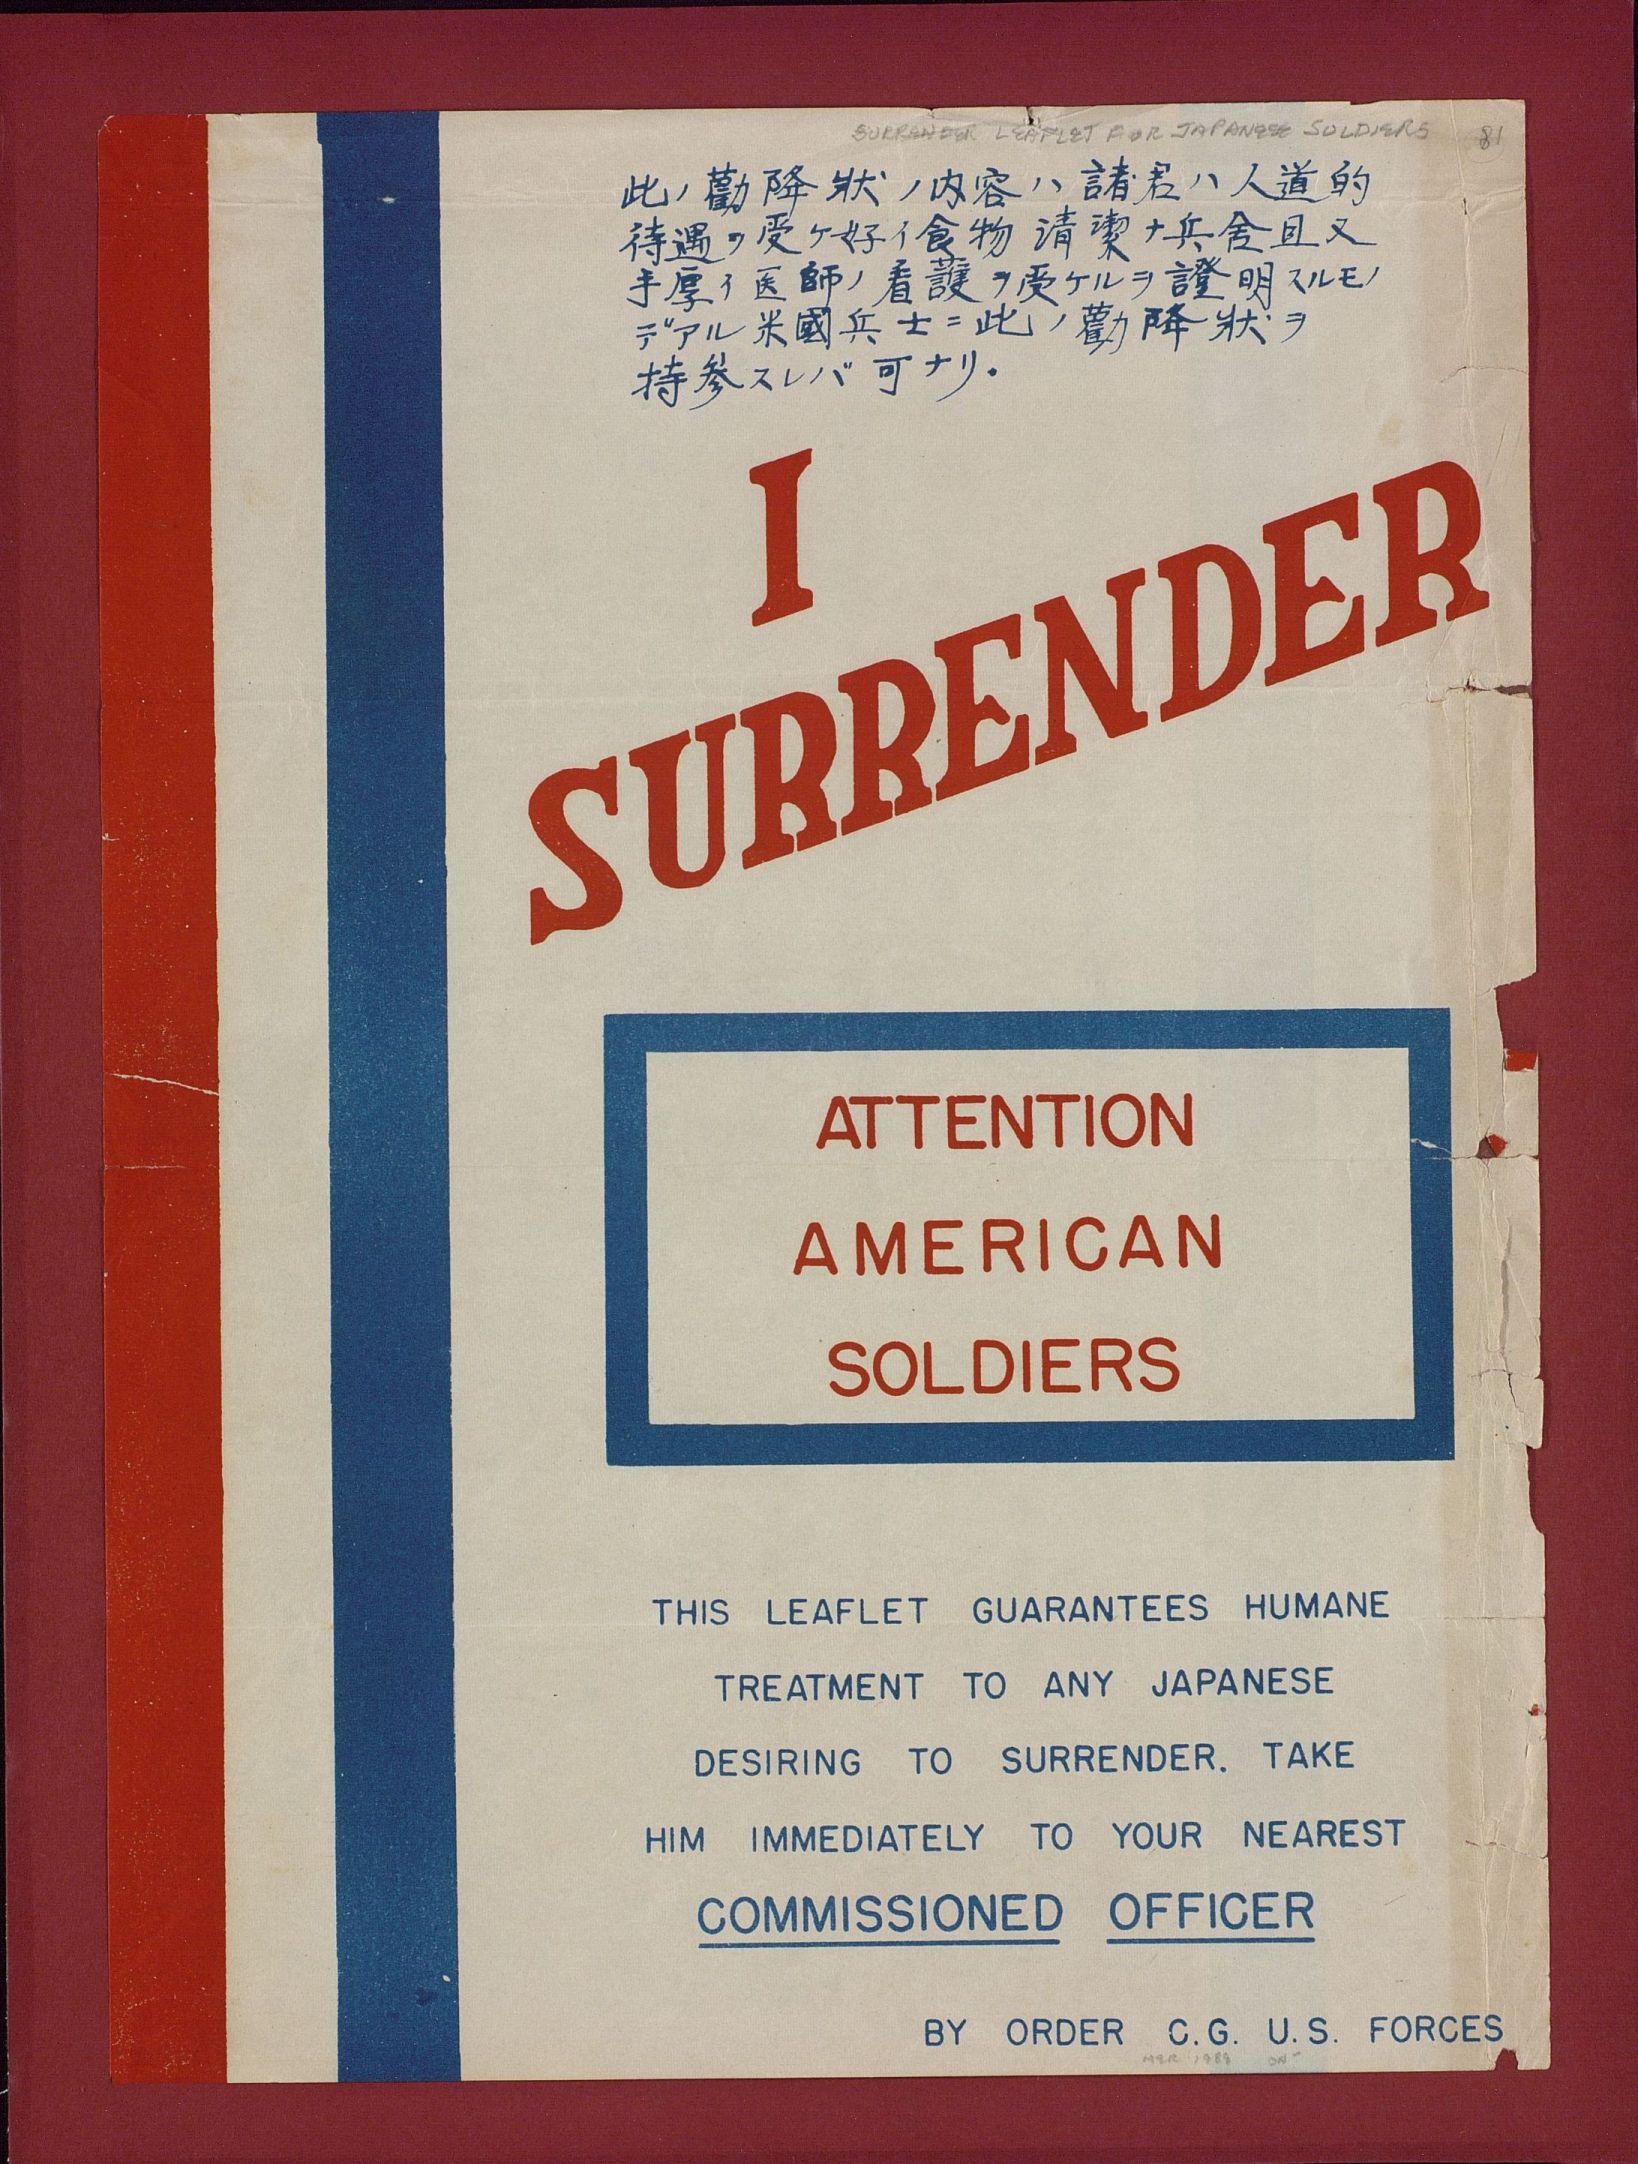 SURRENDER LEAFLET FOR JAPANESE SOLDIERS 81
此ノ勸降狀ノ内容ハ諸君ハ人道的
待遇ヲ受ケ好イ食物清潔ナ兵舎且又
手厚イ医師ノ看護ヲ受ケルヲ證明スルモノ
デアル米國兵士ニ此ノ勸降狀ヲ
持参スレバ可ナリ.
I
SURRENDER
ATTENTION
AMERICAN
SOLDIERS
THIS LEAFLET GUARANTEES HUMANE
TREATMENT TO ANY JAPANESE
DESIRING TO SURRENDER. TAKE
HIM IMMEDIATELY TO YOUR NEAREST
COMMISSIONED OFFICER
BY ORDER C.G. U.S. FORCES